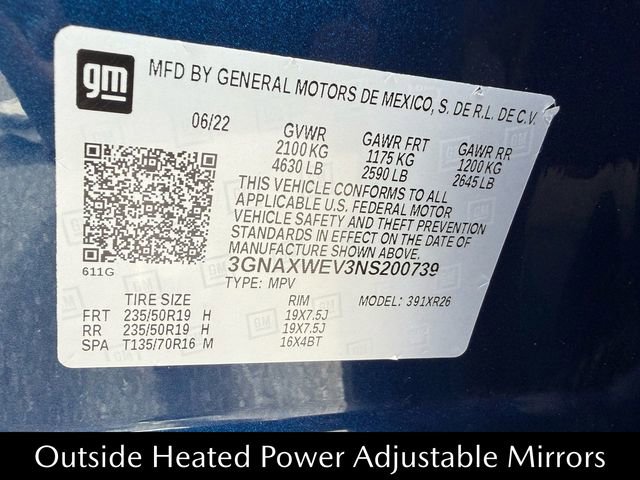 gm
MFD BY GENERAL MOTORS DE MEXICO, S. DE R.L. DE C.V.
06/22 GVWR GAWR FRT GAWR RR
2100 KG 1175 KG 1200 KG
4630 LB 2590 LB 2645 LB
THIS VEHICLE CONFORMS TO ALL
APPLICABLE U.S. FEDERAL MOTOR
VEHICLE SAFETY AND THEFT PREVENTION
STANDARDS IN EFFECT ON THE DATE OF
MANUFACTURE SHOWN ABOVE.
611G 3GNAXWEV3NS200739
TYPE: MPV MODEL: 391XR26
TIRE SIZE RIM
FRT 235/50R19 H 19X7.5J
RR 235/50R19 H 19X7.5J
SPA T135/70R16 M 16X4BT
Outside Heated Power Adjustable Mirrors